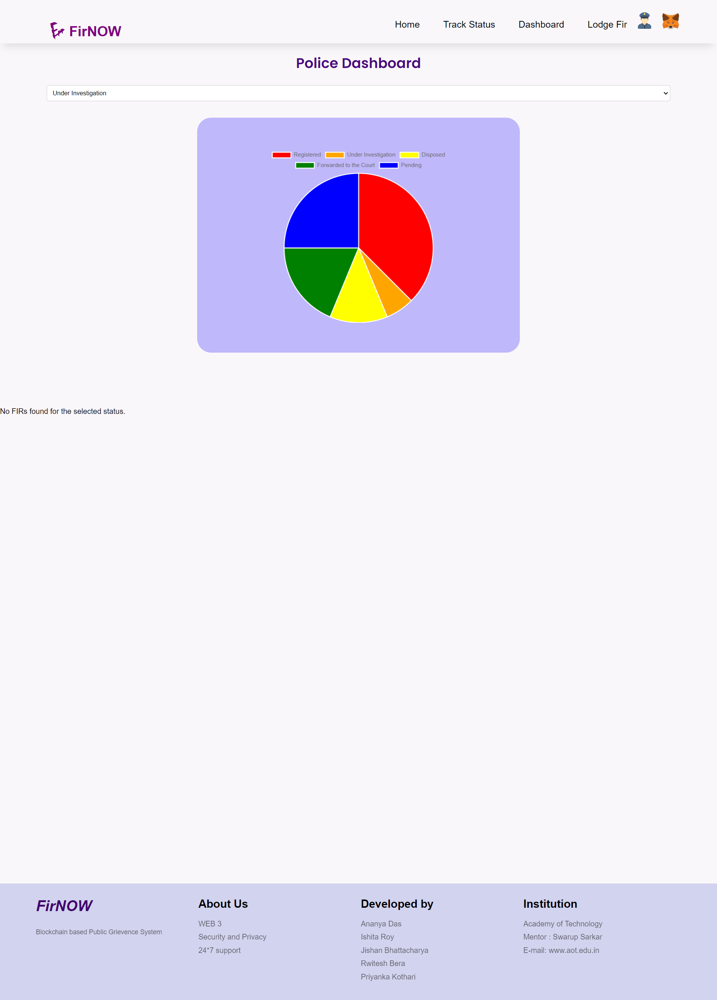 FirNOW
Home Track Status Dashboard Lodge Fir
Police Dashboard
Under Investigation
Registered Under Investigation Disposed
Forwarded to the Court Pending
No FIRs found for the selected status.
FirNOW
Blockchain based Public Grievence System
About Us
WEB 3
Security and Privacy
24*7 support
Developed by
Ananya Das
Ishita Roy
Jishan Bhattacharya
Rwitesh Bera
Priyanka Kothari
Institution
Academy of Technology
Mentor : Swarup Sarkar
E-mail: www.aot.edu.in